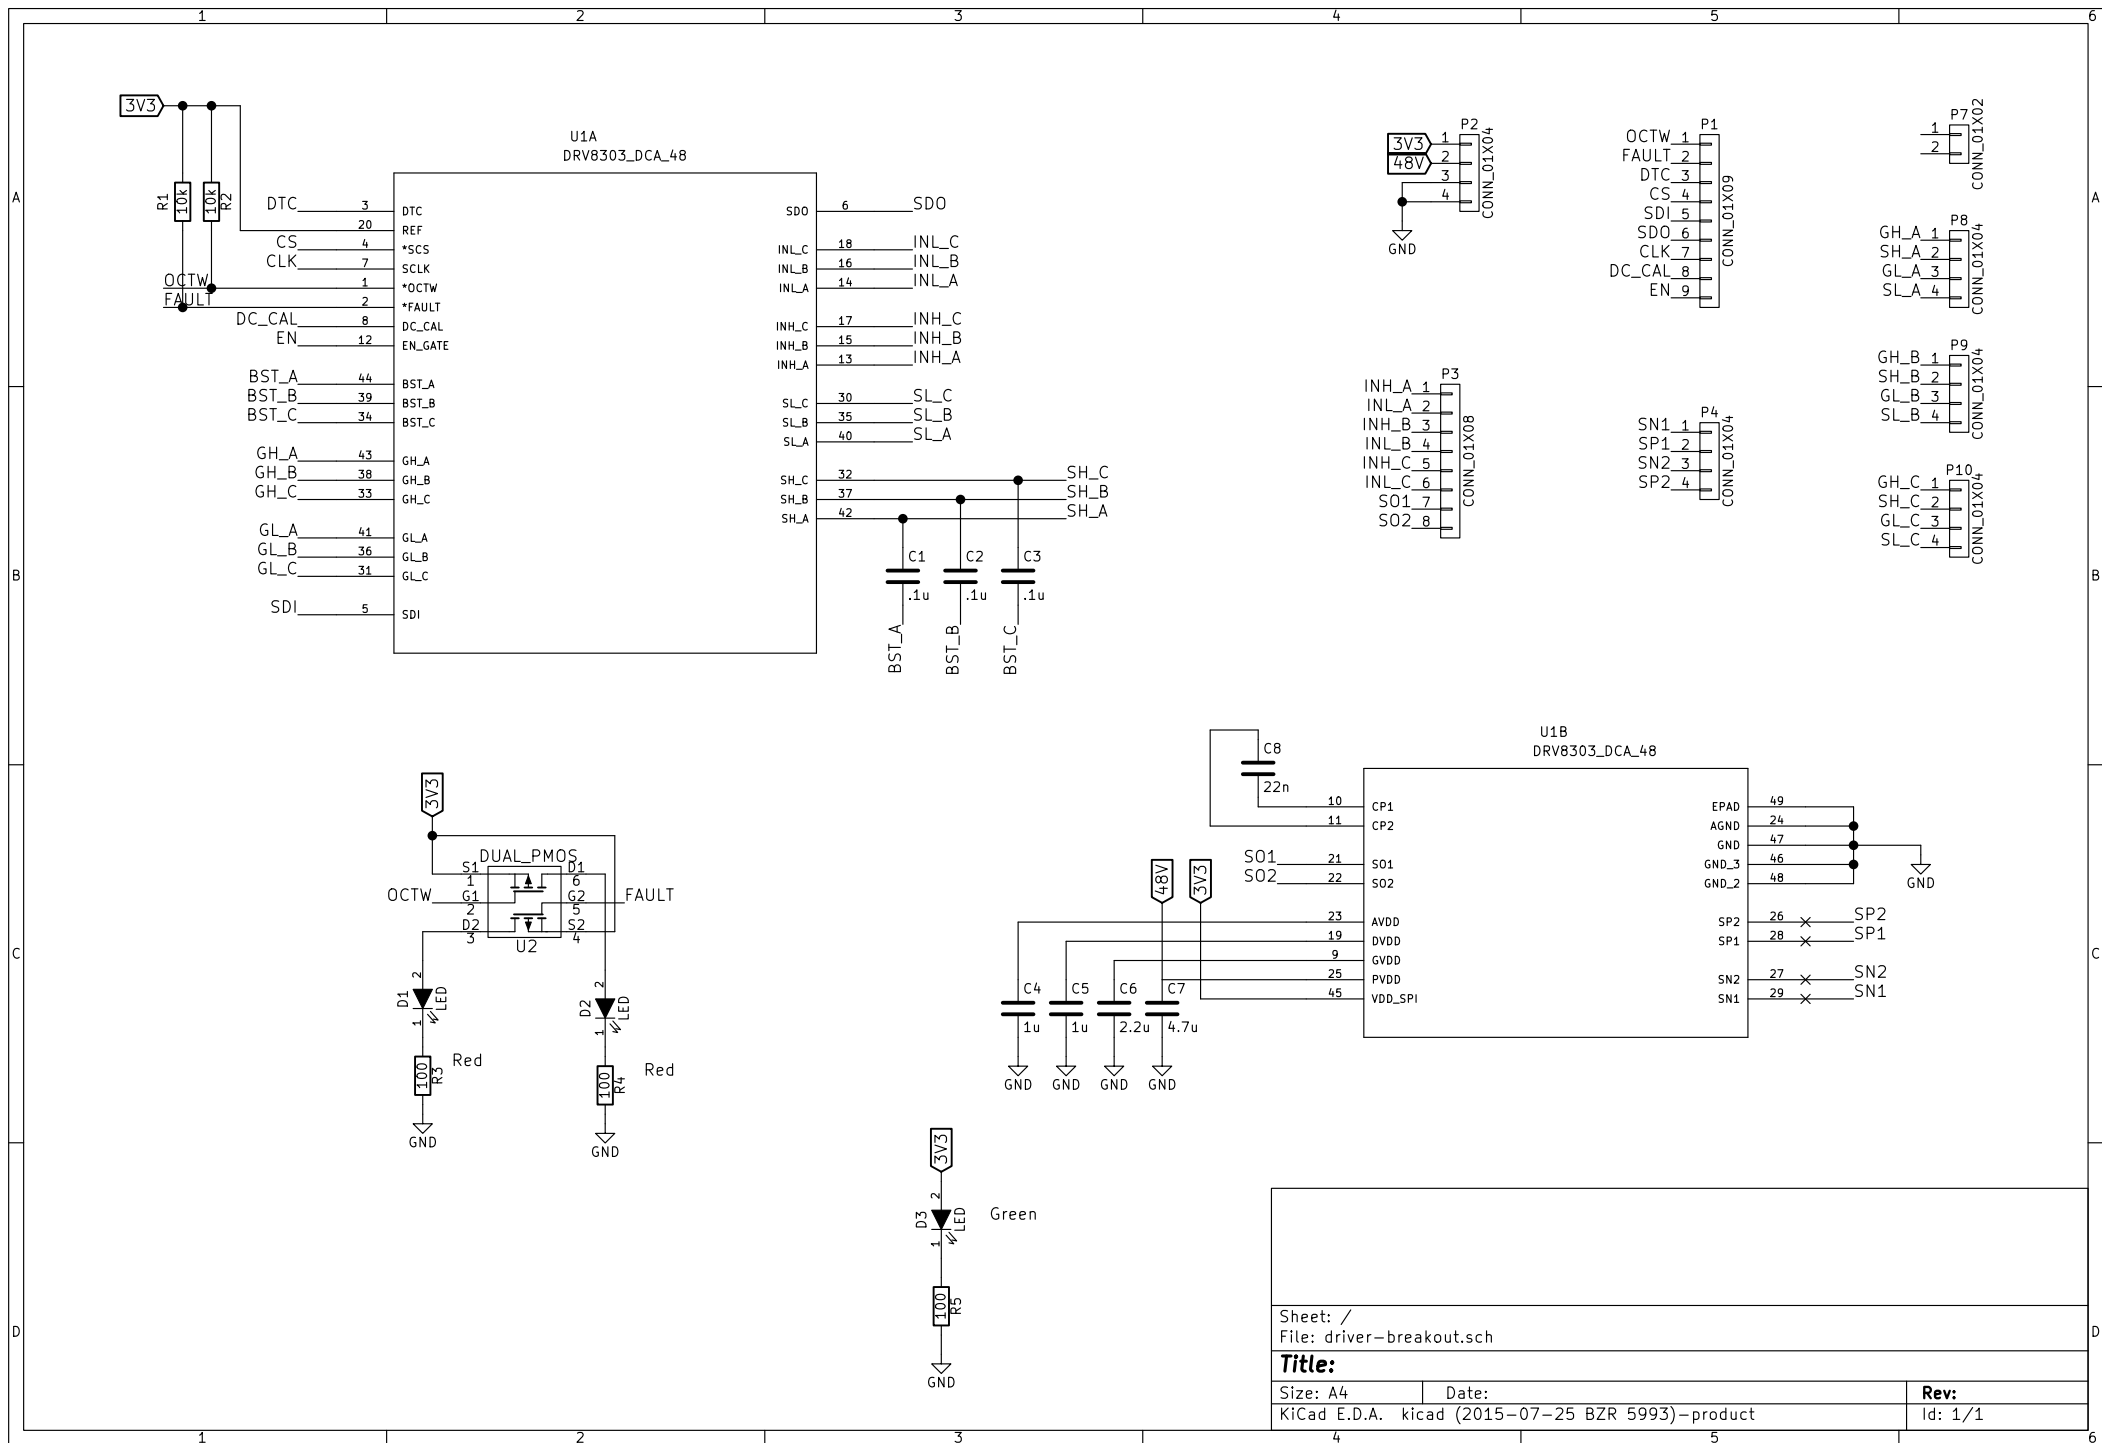 1 2 3 4 5 6
A
B
C
D
A
B
C
D
1 2 3 4 5 6
3V3
R1
10k
10k
R2
U1A
DRV8303_DCA_48
DTC 3 DTC
20 REF
CS 4 *SCS
CLK 7 SCLK
OCTW 1 *OCTW
FAULT 2 *FAULT
DC_CAL 8 DC_CAL
EN 12 EN_GATE
BST_A 44 BST_A
BST_B 39 BST_B
BST_C 34 BST_C
GH_A 43 GH_A
GH_B 38 GH_B
GH_C 33 GH_C
GL_A 41 GL_A
GL_B 36 GL_B
GL_C 31 GL_C
SDI 5 SDI
SDO 6 SDO
INL_C 18 INL_C
INL_B 16 INL_B
INL_A 14 INL_A
INH_C 17 INH_C
INH_B 15 INH_B
INH_A 13 INH_A
SL_C 30 SL_C
SL_B 35 SL_B
SL_A 40 SL_A
SH_C 32 SH_C
SH_B 37 SH_B
SH_A 42 SH_A
C1 C2 C3
.1u .1u .1u
BST_A
BST_B
BST_C
P2
CONN_01X04
3V3 1
48V 2
3
4
GND
P1
CONN_01X09
OCTW 1
FAULT 2
DTC 3
CS 4
SDI 5
SDO 6
CLK 7
DC_CAL 8
EN 9
P7
CONN_01X02
1
2
P8
CONN_01X04
GH_A 1
SH_A 2
GL_A 3
SL_A 4
P9
CONN_01X04
GH_B 1
SH_B 2
GL_B 3
SL_B 4
P3
CONN_01X08
INH_A 1
INL_A 2
INH_B 3
INL_B 4
INH_C 5
INL_C 6
SO1 7
SO2 8
P4
CONN_01X04
SN1 1
SP1 2
SN2 3
SP2 4
P10
CONN_01X04
GH_C 1
SH_C 2
GL_C 3
SL_C 4
3V3
DUAL_PMOS
S1 D1
1 6
OCTW G1 G2 FAULT
2 5
D2 S2
3 4
U2
2
D1
LED
1
100
R3
Red
GND
2
D2
LED
1
100
R4
Red
GND
3V3
2
D3
LED
1
Green
100
R5
GND
U1B
DRV8303_DCA_48
C8
22n
10 CP1
11 CP2
SO1 21 SO1
SO2 22 SO2
48V
3V3
23 AVDD
19 DVDD
9 GVDD
25 PVDD
45 VDD_SPI
C4 C5 C6 C7
1u 1u 2.2u 4.7u
GND GND GND GND
EPAD 49
AGND 24
GND 47
GND_3 46
GND_2 48
GND
SP2 26 SP2
SP1 28 SP1
SN2 27 SN2
SN1 29 SN1
Sheet: /
File: driver-breakout.sch
Title:
Size: A4 Date: Rev:
KiCad E.D.A. kicad (2015-07-25 BZR 5993)-product Id: 1/1